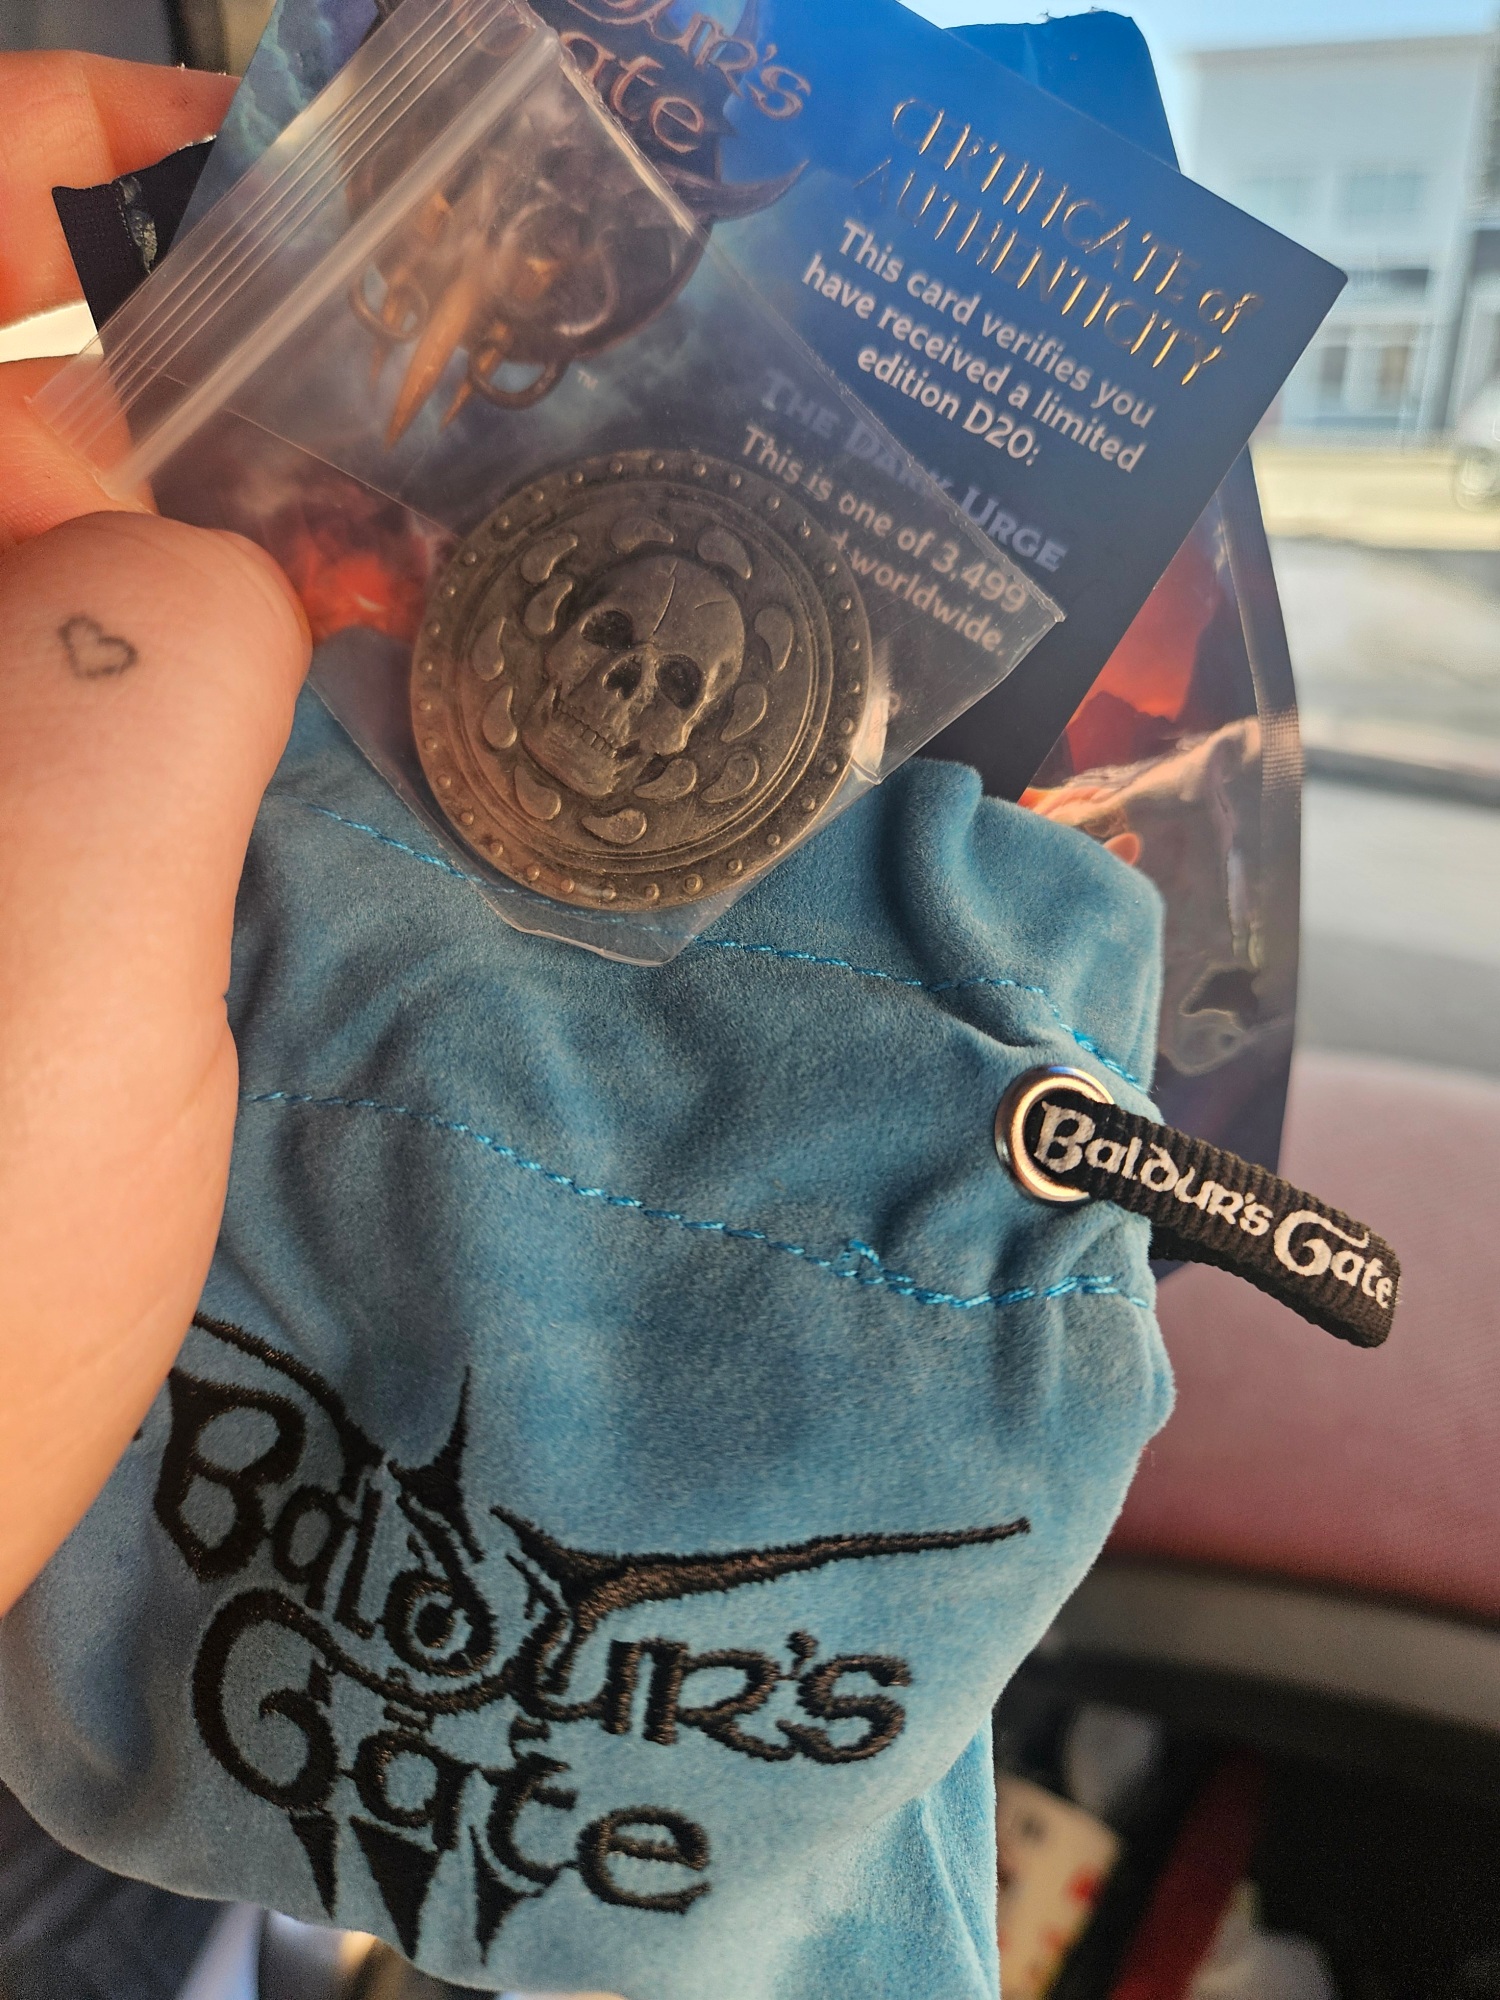 Baldur's
Gate
™
CERTIFICATE of
AUTHENTICITY
This card verifies you
have received a limited
edition D20:
THE DARK URGE
This is one of 3,499
worldwide.
Baldur's Gate
Baldur's
Gate